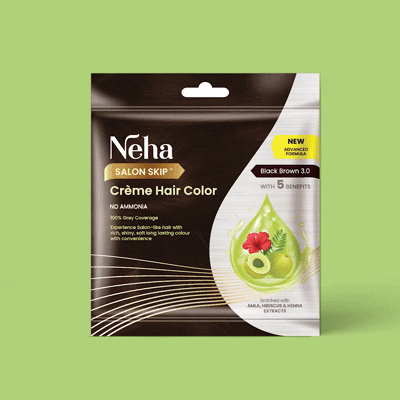 Neha
SALON SKIP™
Crème Hair Color
NO AMMONIA
100% Grey Coverage
Experience Salon-like hair with
rich, shiny, soft long lasting colour
with convenience
NEW
ADVANCED
FORMULA
Black Brown 3.0
WITH 5 BENEFITS
Enriched with
AMLA, HIBISCUS & HENNA
EXTRACTS